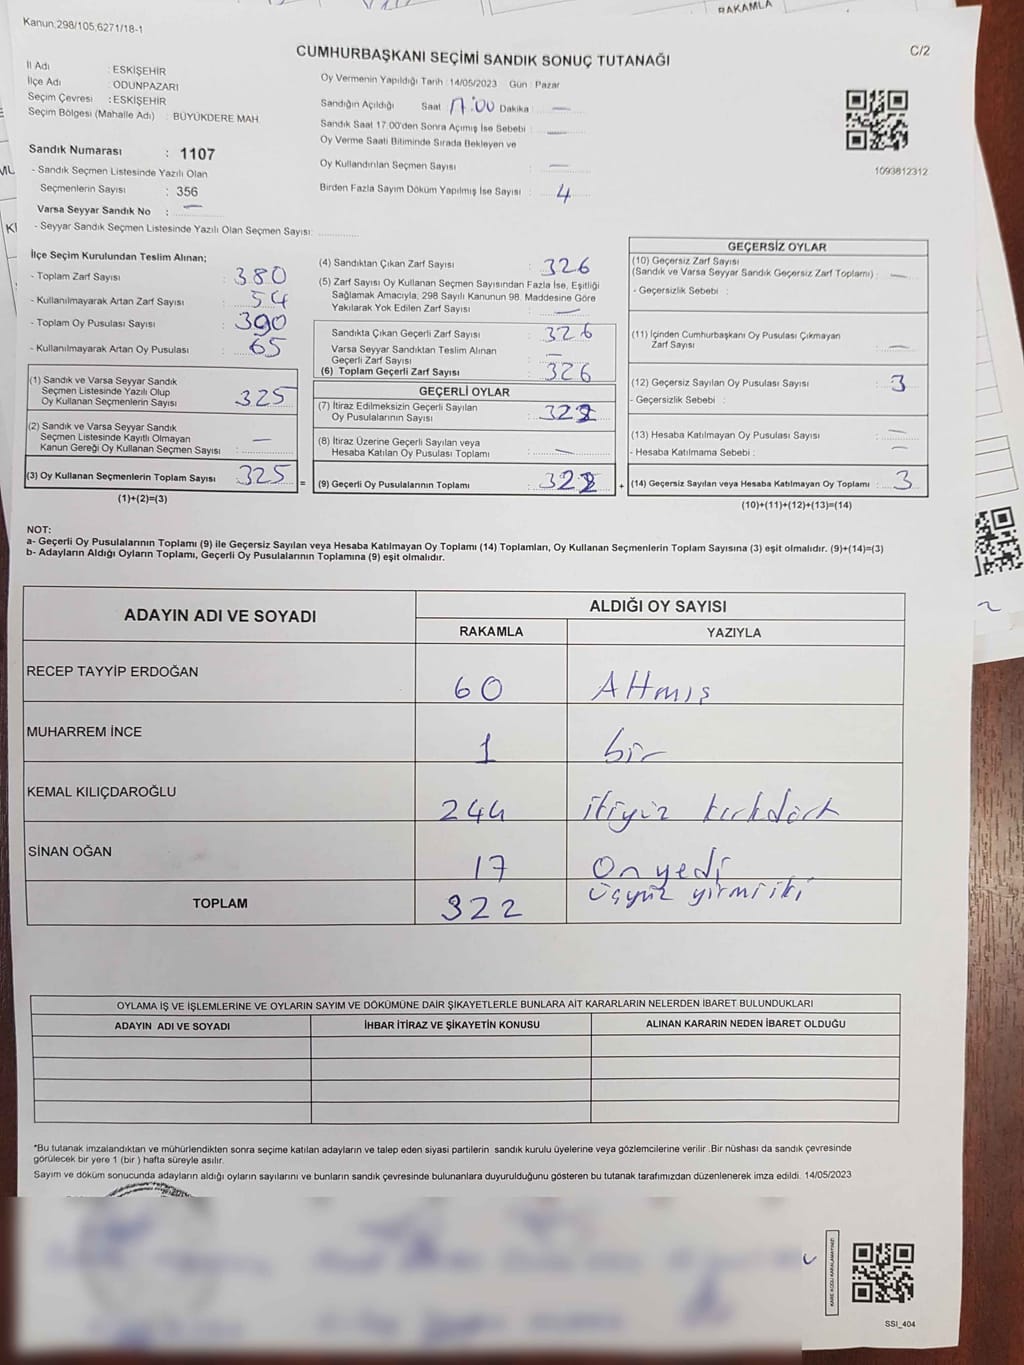 RAKAMLA
Kanun,298/105,6271/18-1
C/2
CUMHURBAŞKANI SEÇİMİ SANDIK SONUÇ TUTANAĞI
İl Adı : ESKİŞEHİR
İlçe Adı : ODUNPAZARI
Seçim Çevresi : ESKİŞEHİR
Seçim Bölgesi (Mahalle Adı) : BÜYÜKDERE MAH
Sandık Numarası : 1107
- Sandık Seçmen Listesinde Yazılı Olan
Seçmenlerin Sayısı : 356
Varsa Seyyar Sandık No : —
- Seyyar Sandık Seçmen Listesinde Yazılı Olan Seçmen Sayısı:
Oy Vermenin Yapıldığı Tarih : 14/05/2023 Gün : Pazar
Sandığın Açıldığı Saat 17:00 Dakika : —
Sandık Saat 17:00'den Sonra Açımış İse Sebebi : —
Oy Verme Saati Bitiminde Sırada Bekleyen ve
Oy Kullandırılan Seçmen Sayısı : —
Birden Fazla Sayım Döküm Yapılmış İse Sayısı : 4
1093812312
İlçe Seçim Kurulundan Teslim Alınan;
- Toplam Zarf Sayısı : 380
- Kullanılmayarak Artan Zarf Sayısı : 54
- Toplam Oy Pusulası Sayısı : 390
- Kullanılmayarak Artan Oy Pusulası : 65
(1) Sandık ve Varsa Seyyar Sandık
Seçmen Listesinde Yazılı Olup
Oy Kullanan Seçmenlerin Sayısı : 325
(2) Sandık ve Varsa Seyyar Sandık
Seçmen Listesinde Kayıtlı Olmayan
Kanun Gereği Oy Kullanan Seçmen Sayısı : —
(3) Oy Kullanan Seçmenlerin Toplam Sayısı : 325
(1)+(2)=(3)
=
(4) Sandıktan Çıkan Zarf Sayısı : 326
(5) Zarf Sayısı Oy Kullanan Seçmen Sayısından Fazla İse, Eşitliği
Sağlamak Amacıyla, 298 Sayılı Kanunun 98. Maddesine Göre
Yakılarak Yok Edilen Zarf Sayısı : —
Sandıkta Çıkan Geçerli Zarf Sayısı : 326
Varsa Seyyar Sandıktan Teslim Alınan
Geçerli Zarf Sayısı : —
(6) Toplam Geçerli Zarf Sayısı : 326
GEÇERLİ OYLAR
(7) İtiraz Edilmeksizin Geçerli Sayılan
Oy Pusulalarının Sayısı : 322
(8) İtiraz Üzerine Geçerli Sayılan veya
Hesaba Katılan Oy Pusulası Toplamı : —
(9) Geçerli Oy Pusulalarının Toplamı : 322
+
GEÇERSİZ OYLAR
(10) Geçersiz Zarf Sayısı
(Sandık ve Varsa Seyyar Sandık Geçersiz Zarf Toplamı) : —
- Geçersizlik Sebebi :
(11) İçinden Cumhurbaşkanı Oy Pusulası Çıkmayan
Zarf Sayısı : —
(12) Geçersiz Sayılan Oy Pusulası Sayısı : 3
- Geçersizlik Sebebi :
(13) Hesaba Katılmayan Oy Pusulası Sayısı : —
- Hesaba Katılmama Sebebi : —
(14) Geçersiz Sayılan veya Hesaba Katılmayan Oy Toplamı : 3
(10)+(11)+(12)+(13)=(14)
NOT:
a- Geçerli Oy Pusulalarının Toplamı (9) ile Geçersiz Sayılan veya Hesaba Katılmayan Oy Toplamı (14) Toplamları, Oy Kullanan Seçmenlerin Toplam Sayısına (3) eşit olmalıdır. (9)+(14)=(3)
b- Adayların Aldığı Oyların Toplamı, Geçerli Oy Pusulalarının Toplamına (9) eşit olmalıdır.
ADAYIN ADI VE SOYADI
ALDIĞI OY SAYISI
RAKAMLA YAZIYLA
RECEP TAYYİP ERDOĞAN 60 Altmış
MUHARREM İNCE 1 bir
KEMAL KILIÇDAROĞLU 244 ikiyüz kırkdört
SİNAN OĞAN 17 On yedi
TOPLAM 322 üçyüz yirmi iki
OYLAMA İŞ VE İŞLEMLERİNE VE OYLARIN SAYIM VE DÖKÜMÜNE DAİR ŞİKAYETLERLE BUNLARA AİT KARARLARIN NELERDEN İBARET BULUNDUKLARI
ADAYIN ADI VE SOYADI İHBAR İTİRAZ VE ŞİKAYETİN KONUSU ALINAN KARARIN NEDEN İBARET OLDUĞU
*Bu tutanak imzalandıktan ve mühürlendikten sonra seçime katılan adayların ve talep eden siyasi partilerin sandık kurulu üyelerine veya gözlemcilerine verilir .Bir nüshası da sandık çevresinde
görülecek bir yere 1 (bir ) hafta süreyle asılır.
Sayım ve döküm sonucunda adayların aldığı oyların sayılarını ve bunların sandık çevresinde bulunanlara duyurulduğunu gösteren bu tutanak tarafımızdan düzenlenerek imza edildi. 14/05/2023
KARE KODU KARALAMAYINIZ!
SSI_404